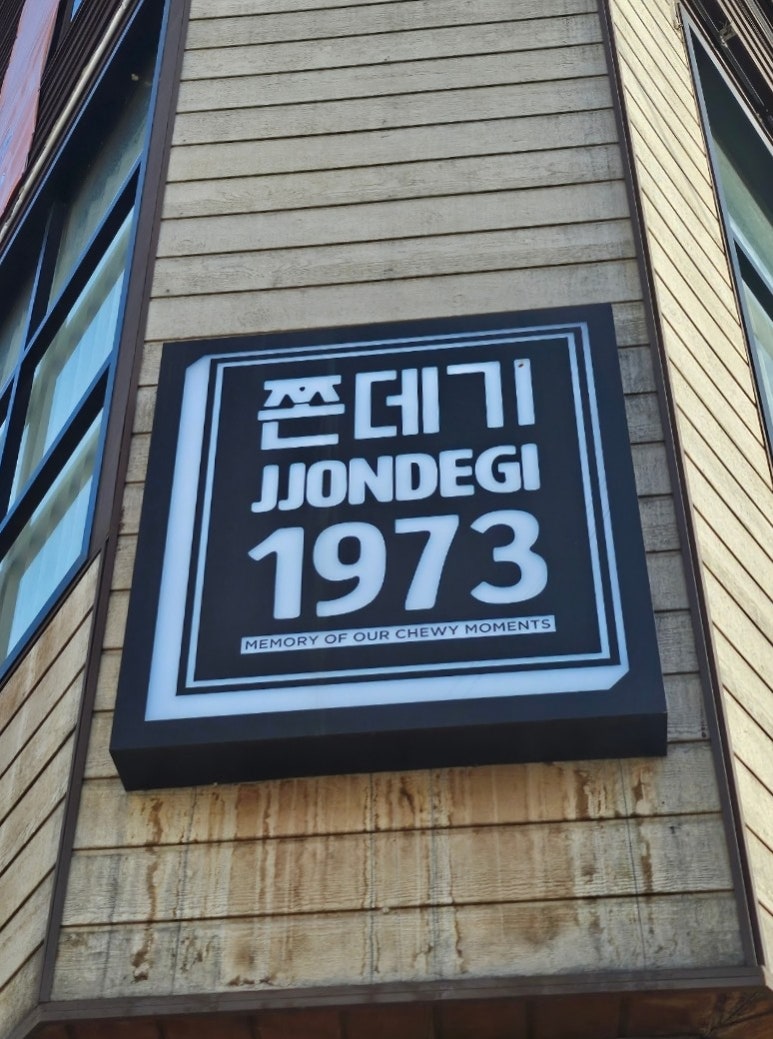 쫀데기
JJONDEGI
1973
MEMORY OF OUR CHEWY MOMENTS